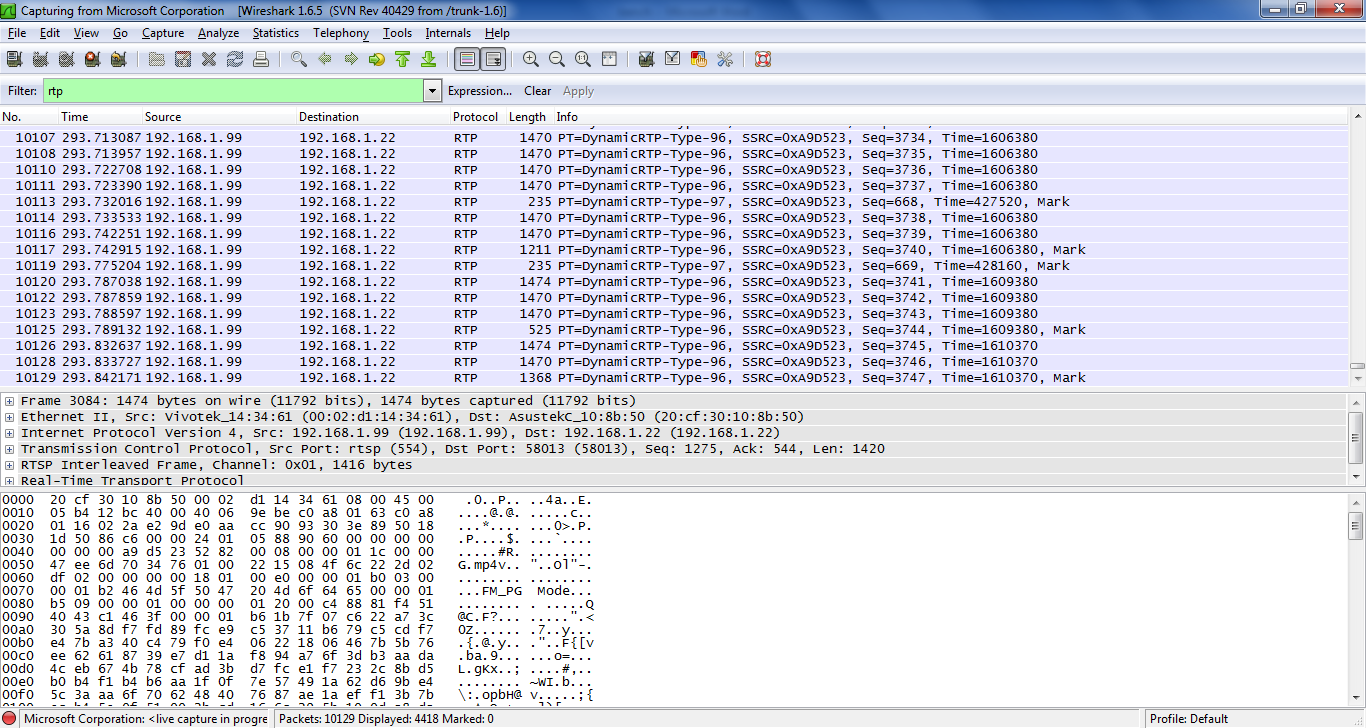 Capturing from Microsoft Corporation [Wireshark 1.6.5 (SVN Rev 40429 from /trunk-1.6)]
File Edit View Go Capture Analyze Statistics Telephony Tools Internals Help
Filter: rtp Expression... Clear Apply
No. Time Source Destination Protocol Length Info
10107 293.713087 192.168.1.99 192.168.1.22 RTP 1470 PT=DynamicRTP-Type-96, SSRC=0xA9D523, Seq=3734, Time=1606380
10108 293.713957 192.168.1.99 192.168.1.22 RTP 1470 PT=DynamicRTP-Type-96, SSRC=0xA9D523, Seq=3735, Time=1606380
10110 293.722708 192.168.1.99 192.168.1.22 RTP 1470 PT=DynamicRTP-Type-96, SSRC=0xA9D523, Seq=3736, Time=1606380
10111 293.723390 192.168.1.99 192.168.1.22 RTP 1470 PT=DynamicRTP-Type-96, SSRC=0xA9D523, Seq=3737, Time=1606380
10113 293.732016 192.168.1.99 192.168.1.22 RTP 235 PT=DynamicRTP-Type-97, SSRC=0xA9D523, Seq=668, Time=427520, Mark
10114 293.733533 192.168.1.99 192.168.1.22 RTP 1470 PT=DynamicRTP-Type-96, SSRC=0xA9D523, Seq=3738, Time=1606380
10116 293.742251 192.168.1.99 192.168.1.22 RTP 1470 PT=DynamicRTP-Type-96, SSRC=0xA9D523, Seq=3739, Time=1606380
10117 293.742915 192.168.1.99 192.168.1.22 RTP 1211 PT=DynamicRTP-Type-96, SSRC=0xA9D523, Seq=3740, Time=1606380, Mark
10119 293.775204 192.168.1.99 192.168.1.22 RTP 235 PT=DynamicRTP-Type-97, SSRC=0xA9D523, Seq=669, Time=428160, Mark
10120 293.787038 192.168.1.99 192.168.1.22 RTP 1474 PT=DynamicRTP-Type-96, SSRC=0xA9D523, Seq=3741, Time=1609380
10122 293.787859 192.168.1.99 192.168.1.22 RTP 1470 PT=DynamicRTP-Type-96, SSRC=0xA9D523, Seq=3742, Time=1609380
10123 293.788597 192.168.1.99 192.168.1.22 RTP 1470 PT=DynamicRTP-Type-96, SSRC=0xA9D523, Seq=3743, Time=1609380
10125 293.789132 192.168.1.99 192.168.1.22 RTP 525 PT=DynamicRTP-Type-96, SSRC=0xA9D523, Seq=3744, Time=1609380, Mark
10126 293.832637 192.168.1.99 192.168.1.22 RTP 1474 PT=DynamicRTP-Type-96, SSRC=0xA9D523, Seq=3745, Time=1610370
10128 293.833727 192.168.1.99 192.168.1.22 RTP 1470 PT=DynamicRTP-Type-96, SSRC=0xA9D523, Seq=3746, Time=1610370
10129 293.842171 192.168.1.99 192.168.1.22 RTP 1368 PT=DynamicRTP-Type-96, SSRC=0xA9D523, Seq=3747, Time=1610370, Mark
Frame 3084: 1474 bytes on wire (11792 bits), 1474 bytes captured (11792 bits)
Ethernet II, Src: Vivotek_14:34:61 (00:02:d1:14:34:61), Dst: AsustekC_10:8b:50 (20:cf:30:10:8b:50)
Internet Protocol Version 4, Src: 192.168.1.99 (192.168.1.99), Dst: 192.168.1.22 (192.168.1.22)
Transmission Control Protocol, Src Port: rtsp (554), Dst Port: 58013 (58013), Seq: 1275, Ack: 544, Len: 1420
RTSP Interleaved Frame, Channel: 0x01, 1416 bytes
Real-Time Transport Protocol
0000 20 cf 30 10 8b 50 00 02 d1 14 34 61 08 00 45 00 .0..P.. ..4a..E.
0010 05 b4 12 bc 40 00 40 06 9e be c0 a8 01 63 c0 a8 ....@.@. .....c..
0020 01 16 02 2a e2 9d e0 aa cc 90 93 30 3e 89 50 18 ...*.... ...0>.P.
0030 1d 50 86 c6 00 00 24 01 05 88 90 60 00 00 00 00 .P....$. ...`....
0040 00 00 00 a9 d5 23 52 82 00 08 00 00 01 1c 00 00 .....#R. ........
0050 47 ee 6d 70 34 76 01 00 22 15 08 4f 6c 22 2d 02 G.mp4v.. "..Ol"-.
0060 df 02 00 00 00 00 18 01 00 e0 00 00 01 b0 03 00 ........ ........
0070 00 01 b2 46 4d 5f 50 47 20 4d 6f 64 65 00 00 01 ...FM_PG Mode...
0080 b5 09 00 00 01 00 00 00 01 20 00 c4 88 81 f4 51 ........ . .....Q
0090 40 43 c1 46 3f 00 00 01 b6 1b 7f 07 c6 22 a7 3c @C.F?... .....".<
00a0 30 5a 8d f7 fd 89 fc e9 c5 37 11 b6 79 c5 cd f7 0Z...... .7..y...
00b0 e4 7b a3 40 c4 79 f0 e4 06 22 18 06 46 7b 5b 76 .{.@.y.. ."..F{[v
00c0 ee 62 61 87 39 e7 d1 1a f8 94 a7 6f 3d b3 aa da .ba.9... ...o=...
00d0 4c eb 67 4b 78 cf ad 3b d7 fc e1 f7 23 2c 8b d5 L.gKx..; ....#,..
00e0 b0 b4 f1 b4 b6 aa 1f 0f 7e 57 49 1a 62 d6 9b e4 ........ ~WI.b...
00f0 5c 3a aa 6f 70 62 48 40 76 87 ae 1a ef f1 3b 7b \:.opbH@ v.....;{
Microsoft Corporation: <live capture in progre Packets: 10129 Displayed: 4418 Marked: 0 Profile: Default